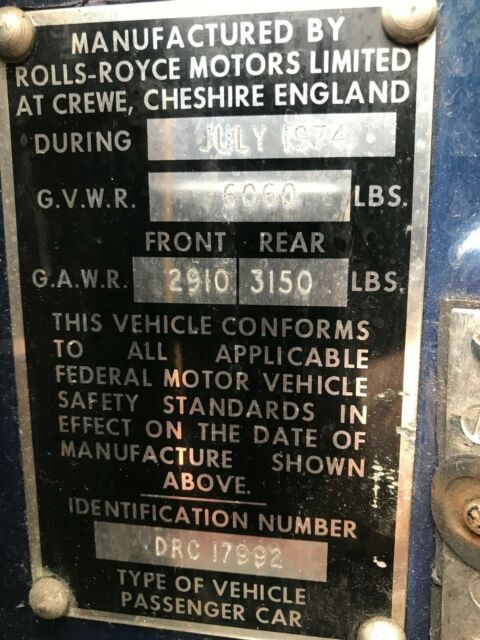 MANUFACTURED BY
ROLLS-ROYCE MOTORS LIMITED
AT CREWE, CHESHIRE ENGLAND
DURING JULY 1974
G.V.W.R. 6060 LBS.
FRONT REAR
G.A.W.R. 2910 3150 LBS.
THIS VEHICLE CONFORMS
TO ALL APPLICABLE
FEDERAL MOTOR VEHICLE
SAFETY STANDARDS IN
EFFECT ON THE DATE OF
MANUFACTURE SHOWN
ABOVE.
IDENTIFICATION NUMBER
DRC 17992
TYPE OF VEHICLE
PASSENGER CAR